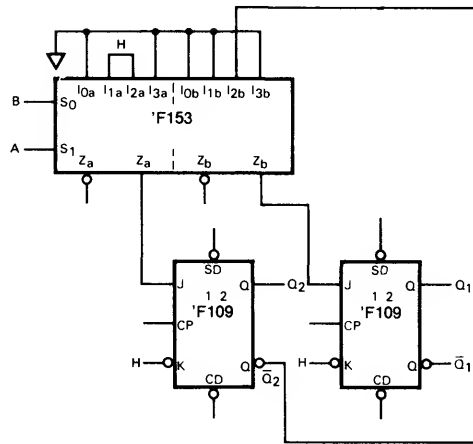 H
I0a I1a I2a I3a I0b I1b I2b I3b
B S0
'F153
A S1
Za Za Zb Zb
SD SD
J Q Q2 J Q Q1
1 2 1 2
'F109 'F109
CP CP
H K Q Q̄2 H K Q Q̄1
CD CD